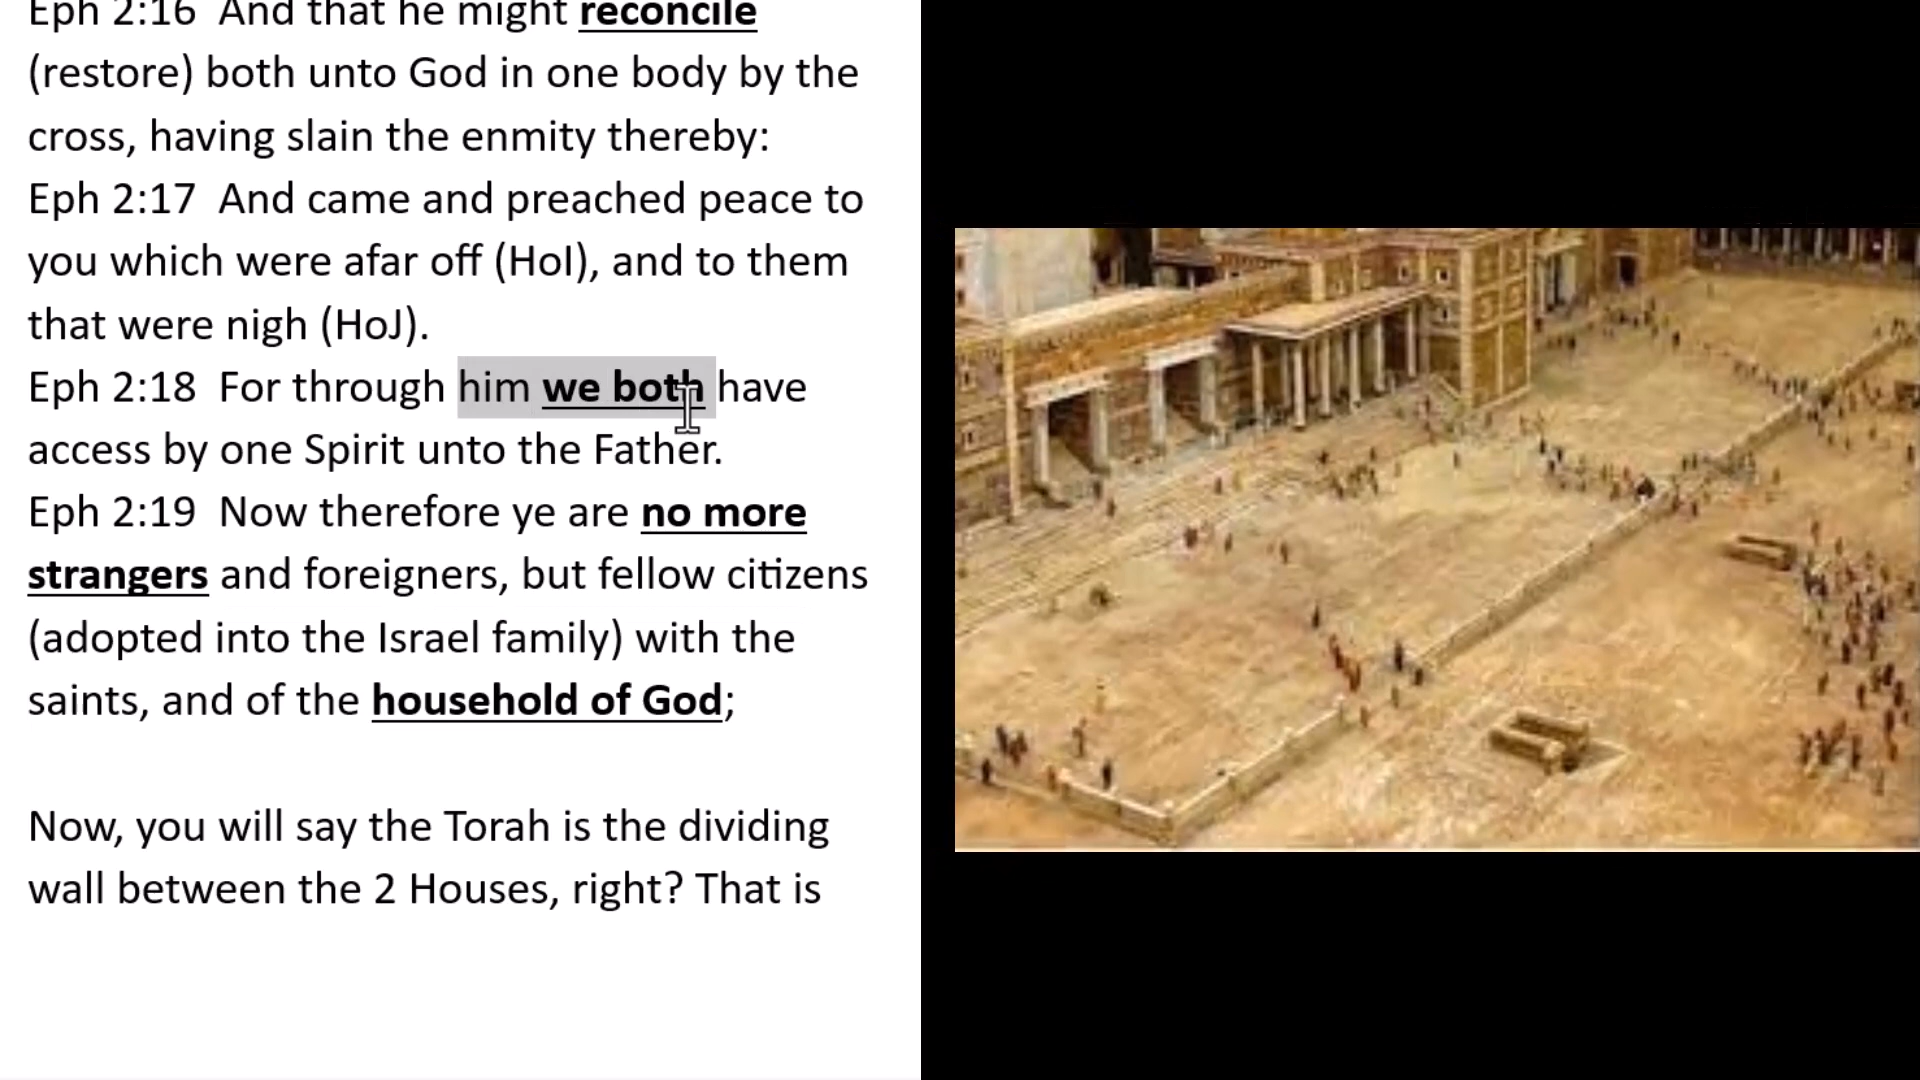 Eph 2:16  And that he might reconcile
(restore) both unto God in one body by the
cross, having slain the enmity thereby:
Eph 2:17  And came and preached peace to
you which were afar off (HoI), and to them
that were nigh (HoJ).
Eph 2:18  For through him we both have
access by one Spirit unto the Father.
Eph 2:19  Now therefore ye are no more
strangers and foreigners, but fellow citizens
(adopted into the Israel family) with the
saints, and of the household of God;
Now, you will say the Torah is the dividing
wall between the 2 Houses, right? That is